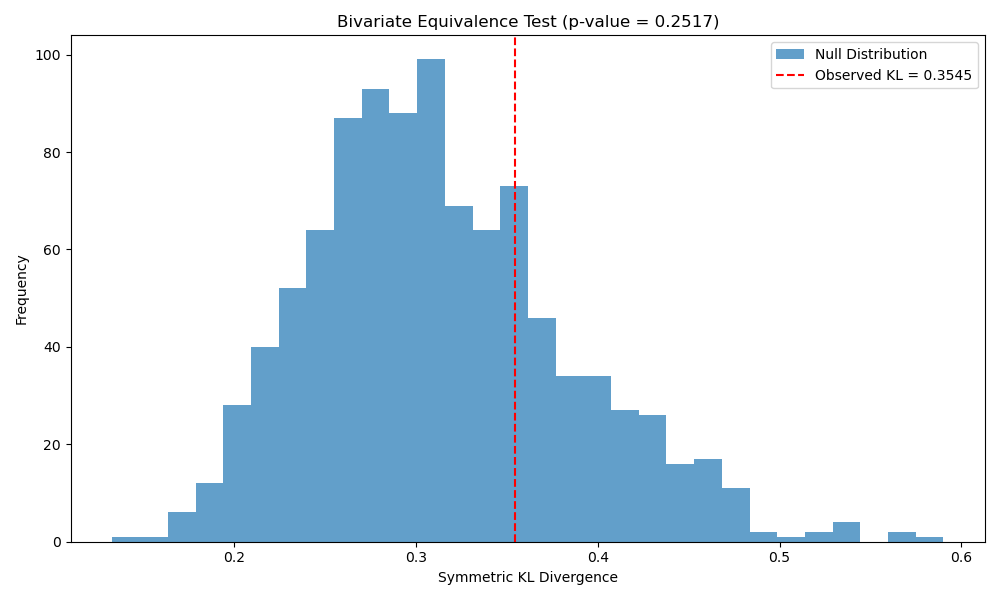 Bivariate Equivalence Test (p-value = 0.2517)
Null Distribution
Observed KL = 0.3545
Frequency
100
80
60
40
20
0
0.2 0.3 0.4 0.5 0.6
Symmetric KL Divergence